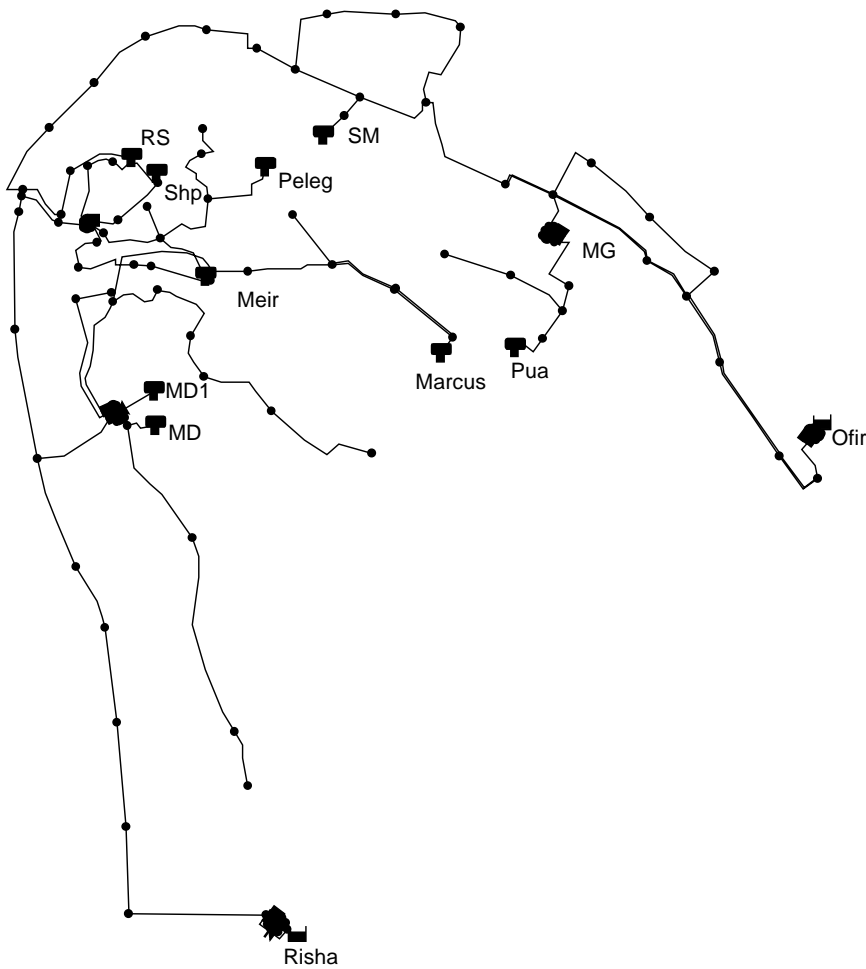 RS
SM
Shp
Peleg
MG
Meir
Marcus
Pua
MD1
MD
Ofir
Risha